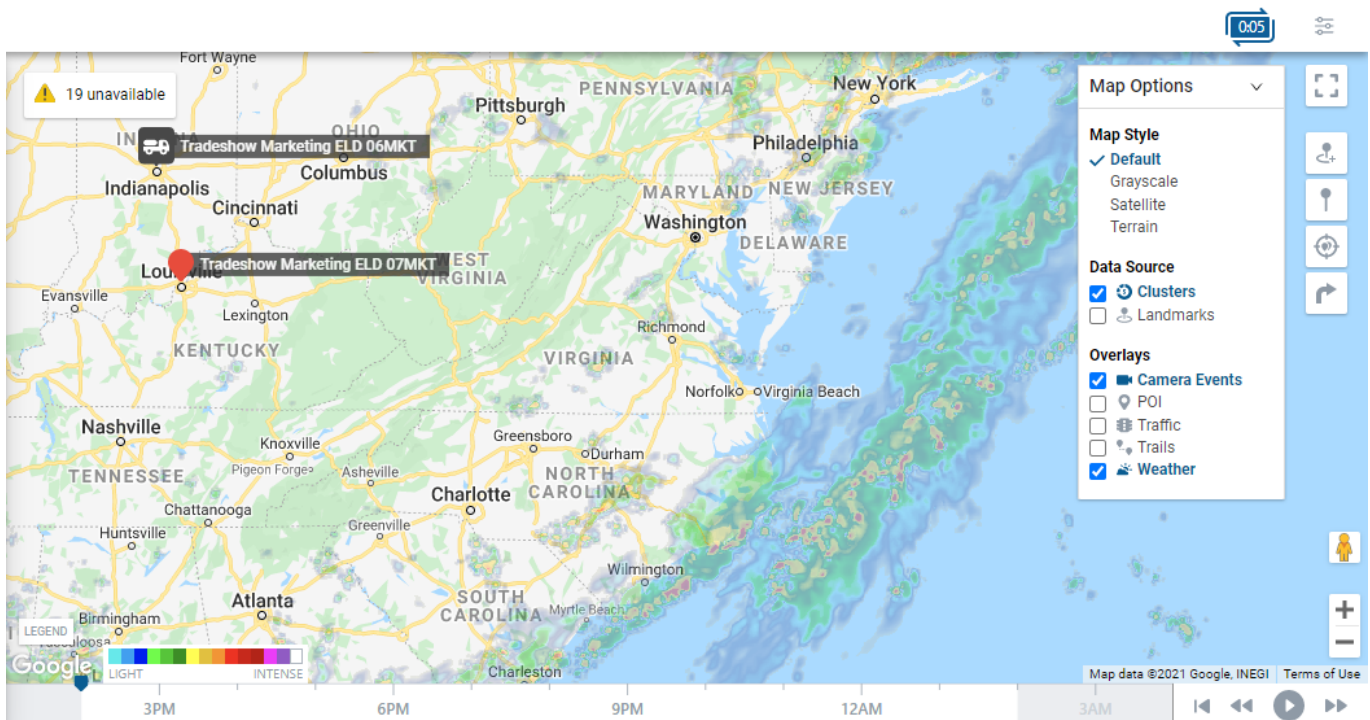 0:05
Fort Wayne
19 unavailable
PENNSYLVANIA
New York
Pittsburgh
OHIO
Tradeshow Marketing ELD 06MKT
Philadelphia
Columbus
Indianapolis
MARYLAND
NEW JERSEY
Cincinnati
Washington
DELAWARE
Tradeshow Marketing ELD 07MKT
WEST
VIRGINIA
Evansville
Lexington
Richmond
KENTUCKY
VIRGINIA
Norfolk
Virginia Beach
Nashville
Knoxville
Greensboro
Durham
TENNESSEE
Pigeon Forge
Asheville
NORTH
CAROLINA
Charlotte
Chattanooga
Greenville
Huntsville
Wilmington
Atlanta
SOUTH
CAROLINA
Myrtle Beach
Birmingham
LEGEND
Google
LIGHT
INTENSE
Charleston
Map Options
Map Style
Default
Grayscale
Satellite
Terrain
Data Source
Clusters
Landmarks
Overlays
Camera Events
POI
Traffic
Trails
Weather
Map data ©2021 Google, INEGI
Terms of Use
3PM
6PM
9PM
12AM
3AM